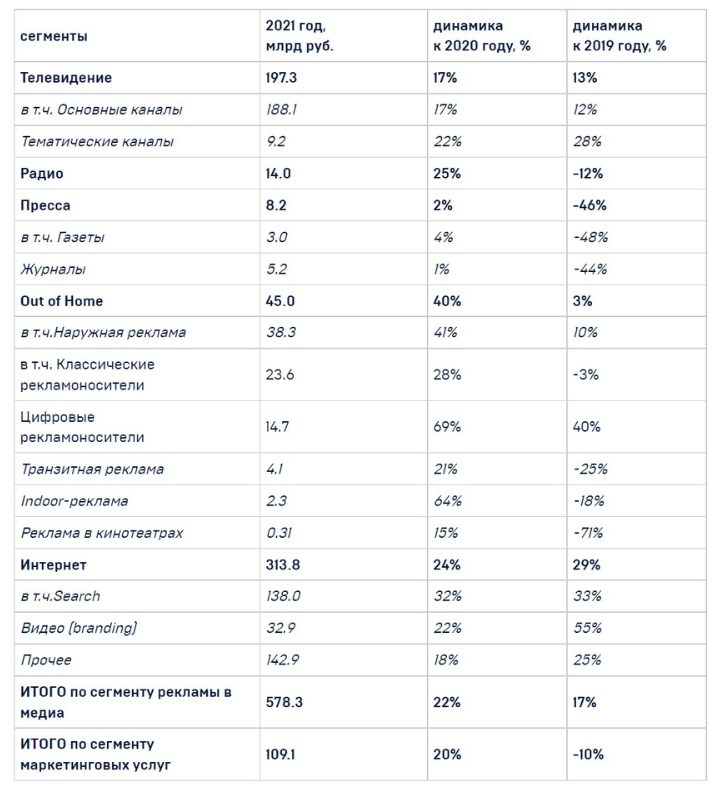 сегменты
2021 год,
млрд руб.
динамика
к 2020 году, %
динамика
к 2019 году, %
Телевидение 197.3 17% 13%
в т.ч. Основные каналы 188.1 17% 12%
Тематические каналы 9.2 22% 28%
Радио 14.0 25% -12%
Пресса 8.2 2% -46%
в т.ч. Газеты 3.0 4% -48%
Журналы 5.2 1% -44%
Out of Home 45.0 40% 3%
в т.ч.Наружная реклама 38.3 41% 10%
в т.ч. Классические
рекламоносители 23.6 28% -3%
Цифровые
рекламоносители 14.7 69% 40%
Транзитная реклама 4.1 21% -25%
Indoor-реклама 2.3 64% -18%
Реклама в кинотеатрах 0.31 15% -71%
Интернет 313.8 24% 29%
в т.ч.Search 138.0 32% 33%
Видео (branding) 32.9 22% 55%
Прочее 142.9 18% 25%
ИТОГО по сегменту рекламы в
медиа 578.3 22% 17%
ИТОГО по сегменту
маркетинговых услуг 109.1 20% -10%